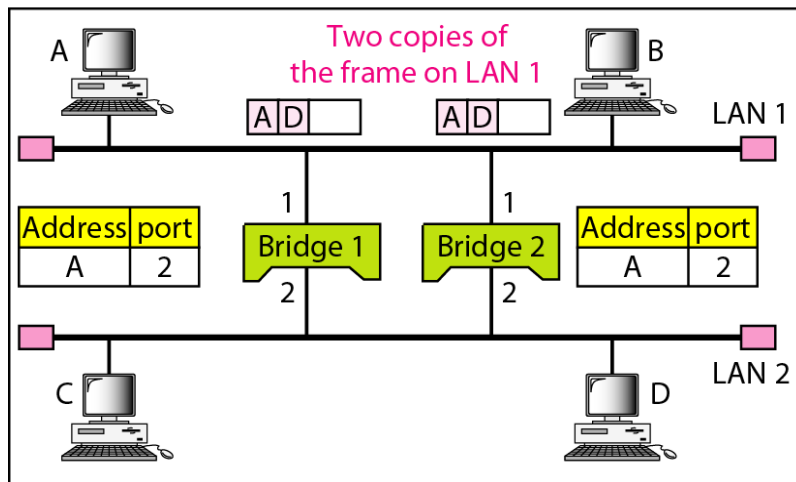 Two copies of
the frame on LAN 1
A
B
A D
A D
LAN 1
1
1
Address port
A 2
Bridge 1
Bridge 2
Address port
A 2
2
2
LAN 2
C
D